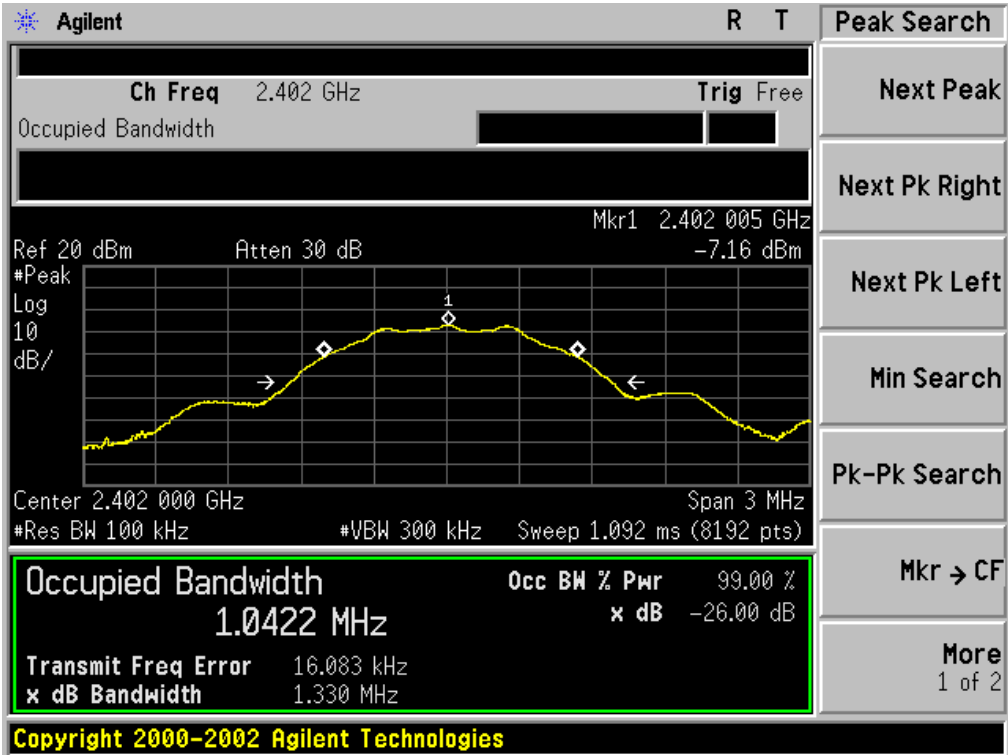 Agilent R T Peak Search
Ch Freq 2.402 GHz Trig Free
Occupied Bandwidth
Mkr1 2.402 005 GHz
Ref 20 dBm Atten 30 dB -7.16 dBm
#Peak
Log
10
dB/
1
Center 2.402 000 GHz Span 3 MHz
#Res BW 100 kHz #VBW 300 kHz Sweep 1.092 ms (8192 pts)
Occupied Bandwidth
1.0422 MHz
Occ BW % Pwr 99.00 %
x dB -26.00 dB
Transmit Freq Error 16.083 kHz
x dB Bandwidth 1.330 MHz
Copyright 2000-2002 Agilent Technologies
Next Peak
Next Pk Right
Next Pk Left
Min Search
Pk-Pk Search
Mkr → CF
More
1 of 2